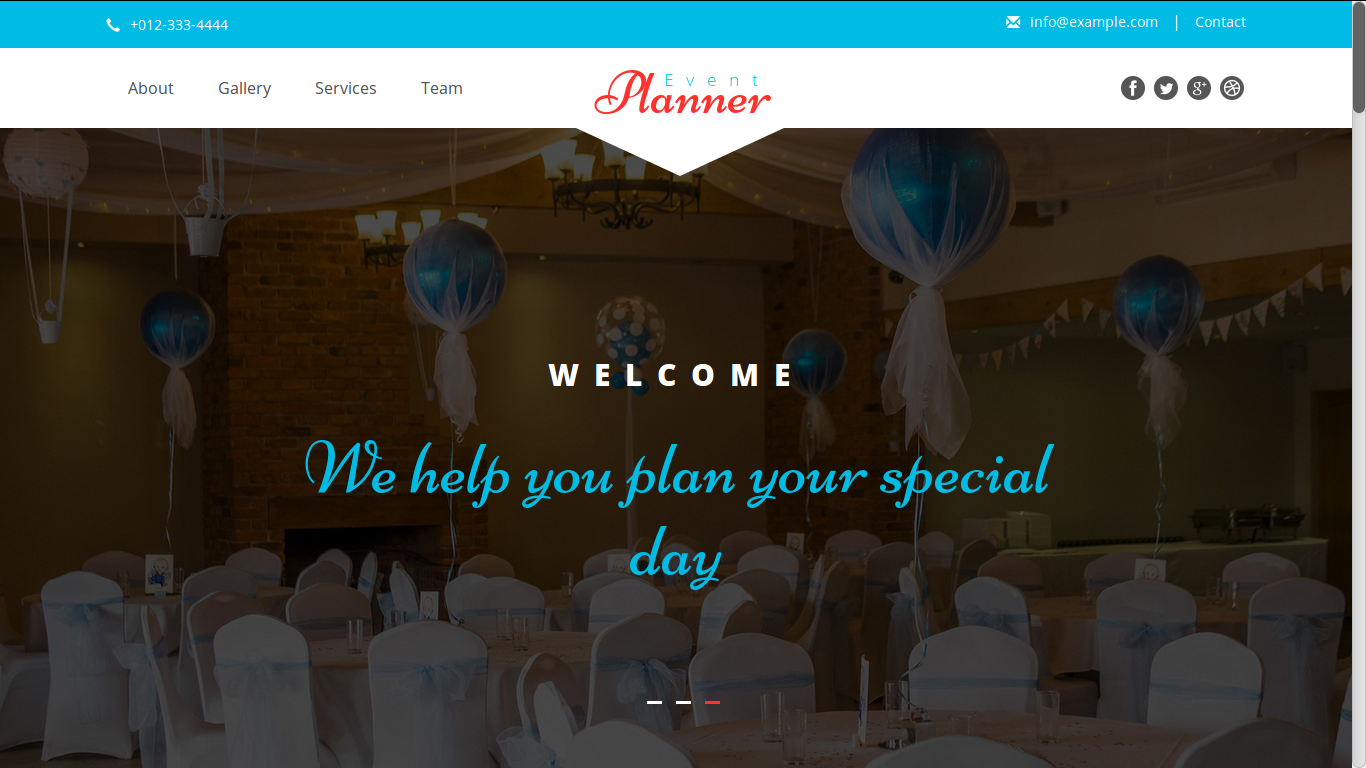 +012-333-4444
info@example.com | Contact
About Gallery Services Team
Event
Planner
WELCOME
We help you plan your special
day